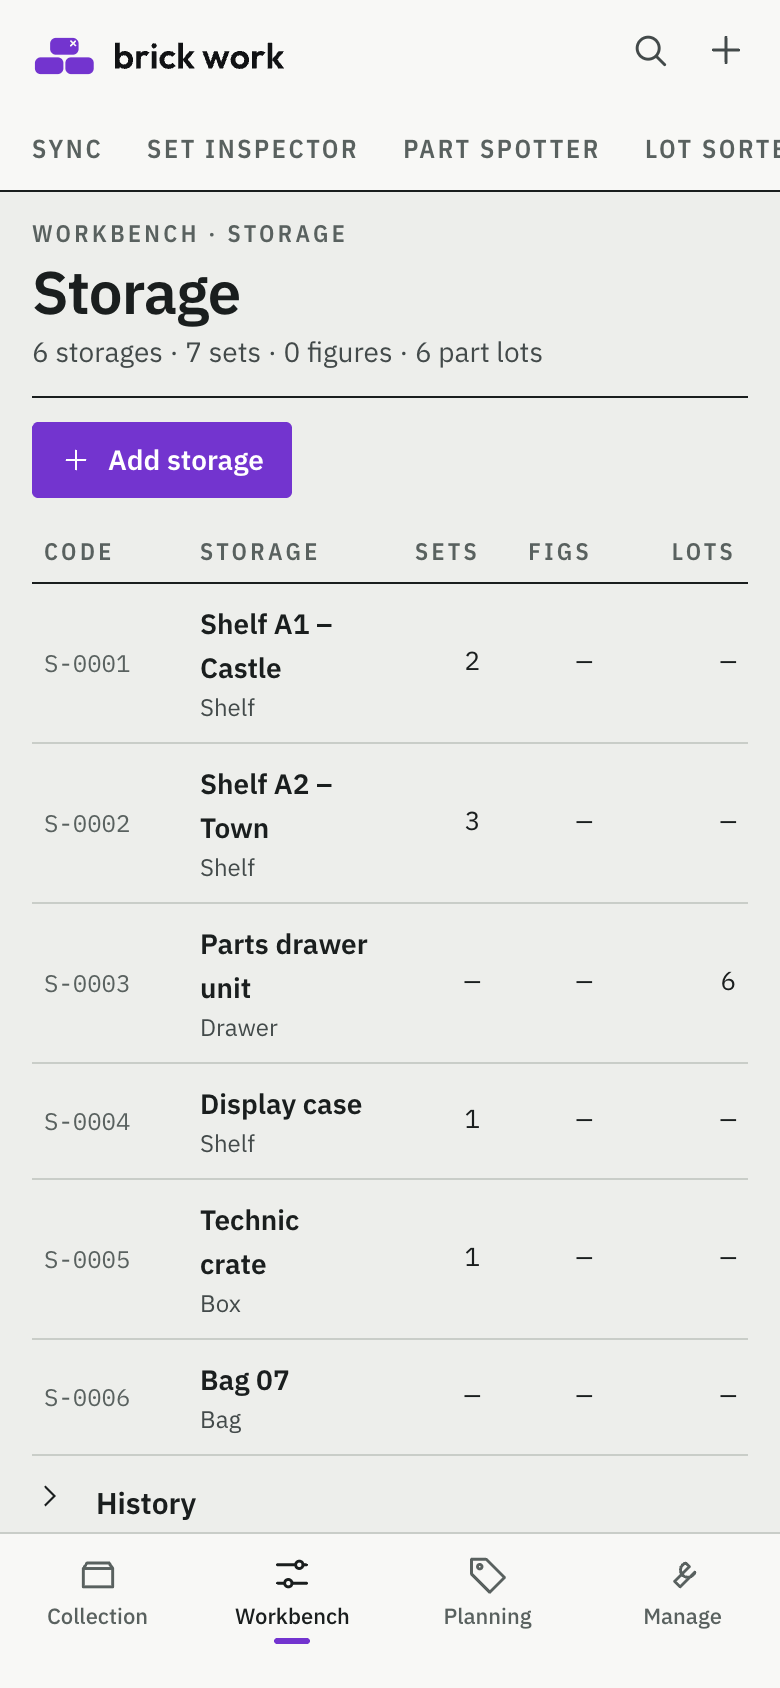 brick work
SYNC SET INSPECTOR PART SPOTTER LOT SORTE
WORKBENCH · STORAGE
Storage
6 storages · 7 sets · 0 figures · 6 part lots
Add storage
CODE STORAGE SETS FIGS LOTS
Shelf A1 –
S-0001 Castle 2 – –
Shelf
Shelf A2 –
S-0002 Town 3 – –
Shelf
Parts drawer
S-0003 unit – – 6
Drawer
S-0004 Display case 1 – –
Shelf
Technic
S-0005 crate 1 – –
Box
S-0006 Bag 07 – – –
Bag
History
Collection Workbench Planning Manage